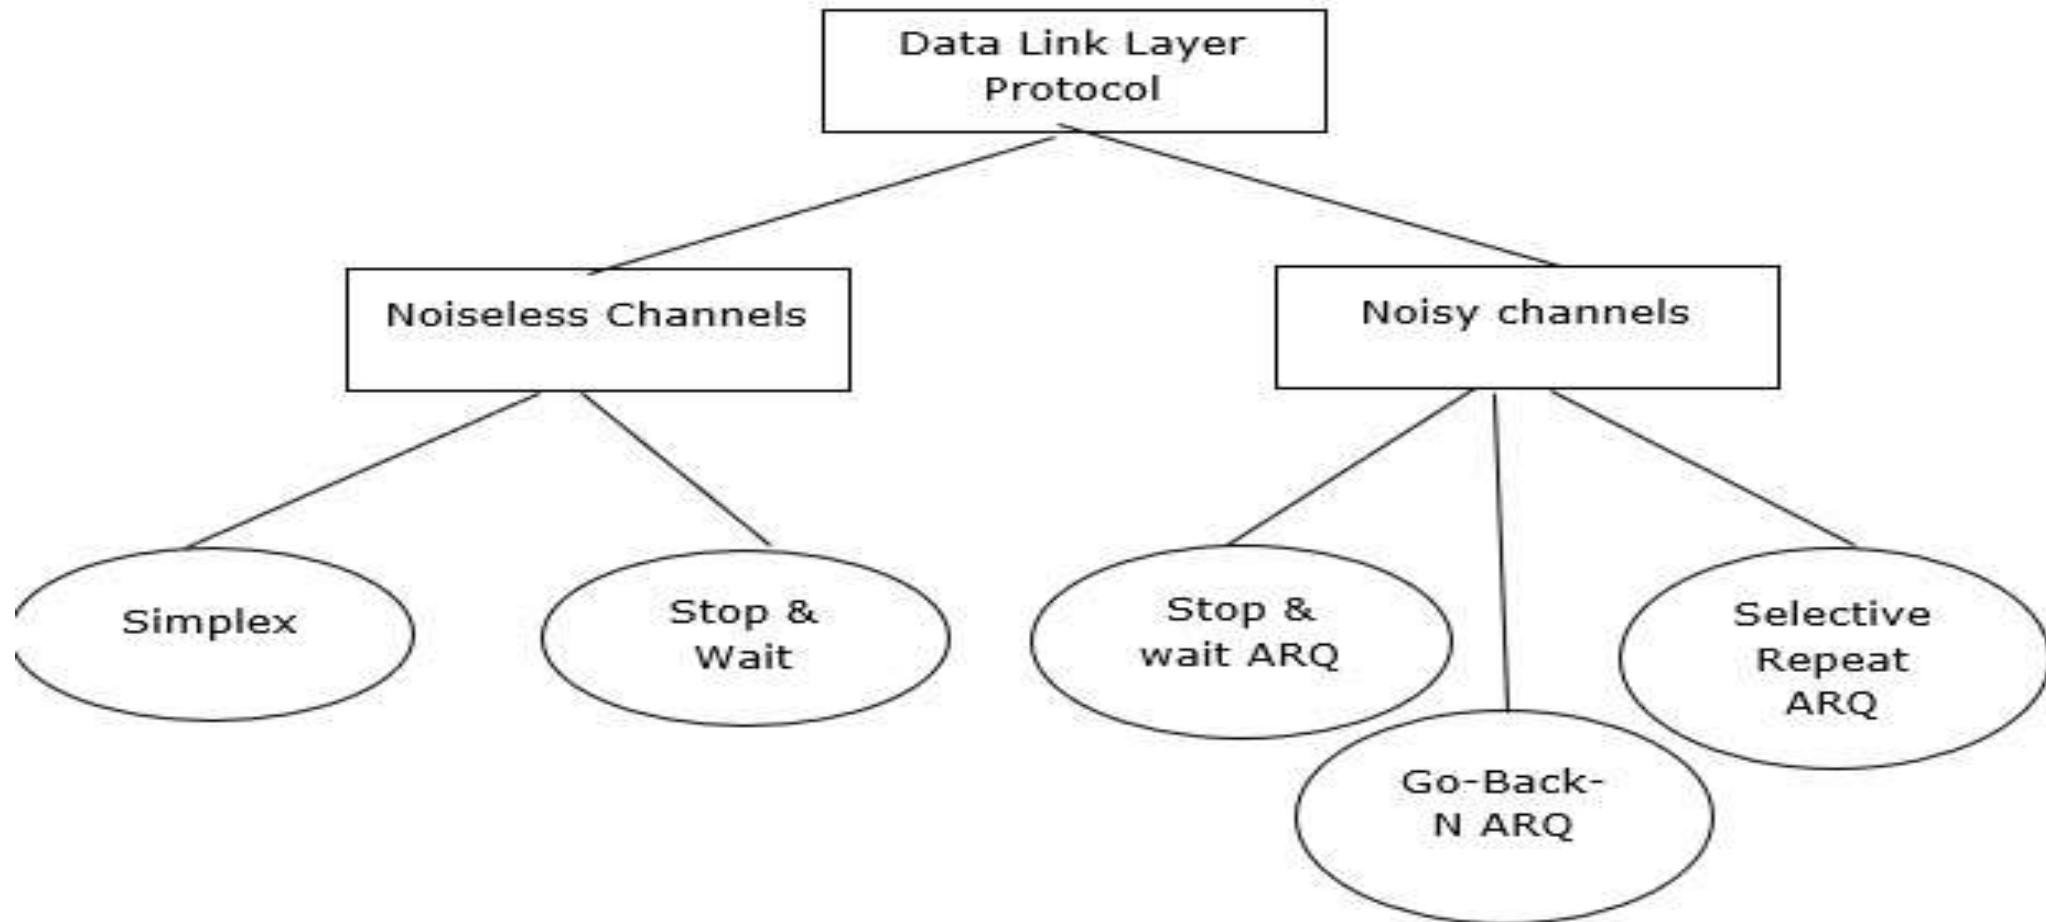 Data Link Layer
Protocol
Noiseless Channels
Noisy channels
Simplex
Stop &
Wait
Stop &
wait ARQ
Go-Back-
N ARQ
Selective
Repeat
ARQ